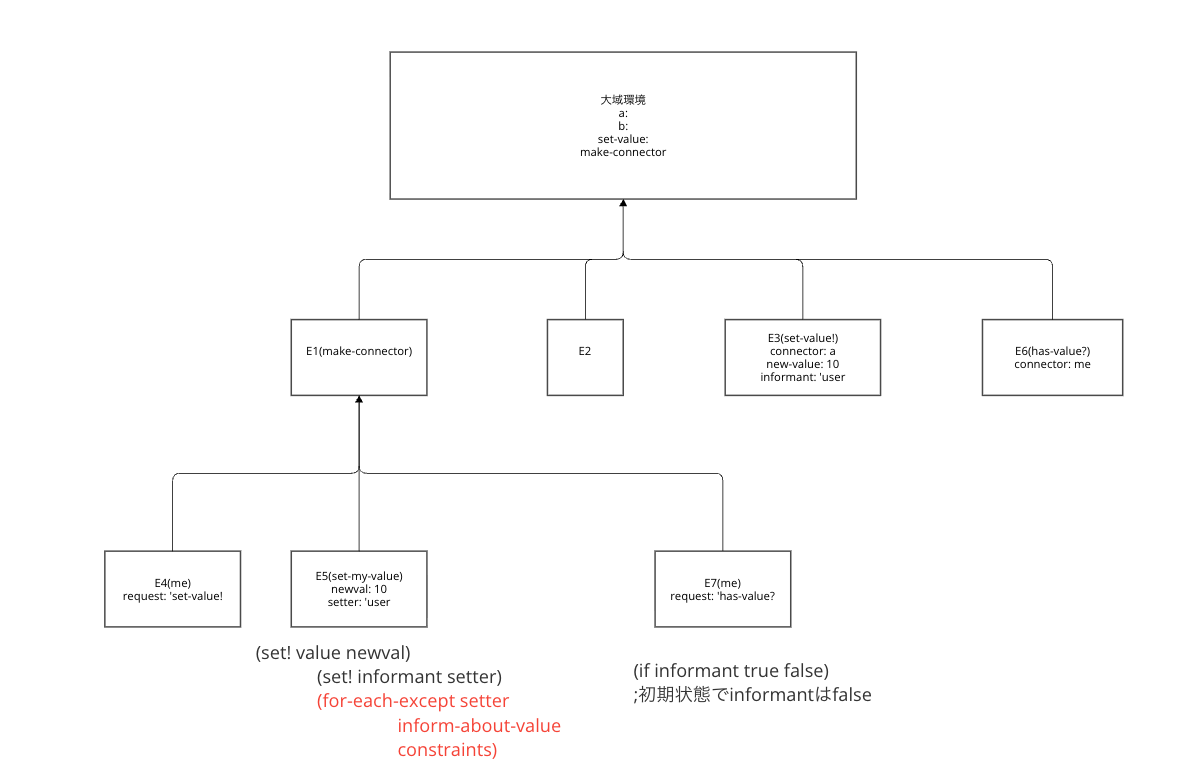 大域環境
a:
b:
set-value:
make-connector
E1(make-connector)
E2
E3(set-value!)
connector: a
new-value: 10
informant: 'user
E6(has-value?)
connector: me
E4(me)
request: 'set-value!
E5(set-my-value)
newval: 10
setter: 'user
E7(me)
request: 'has-value?
(set! value newval)
(set! informant setter)
(for-each-except setter
inform-about-value
constraints)
(if informant true false)
;初期状態でinformantはfalse